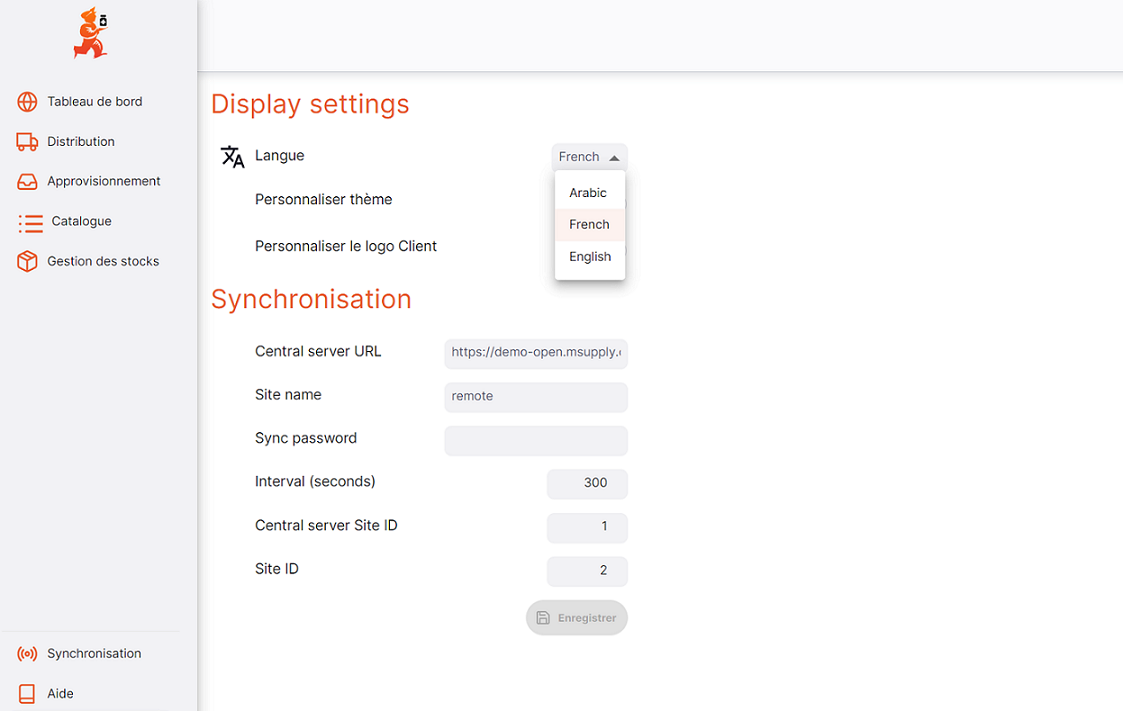 Tableau de bord
Distribution
Approvisionnement
Catalogue
Gestion des stocks
Synchronisation
Aide
Display settings
Langue
French
Arabic
French
English
Personnaliser thème
Personnaliser le logo Client
Synchronisation
Central server URL
https://demo-open.msupply.
Site name
remote
Sync password
Interval (seconds)
300
Central server Site ID
1
Site ID
2
Enregistrer